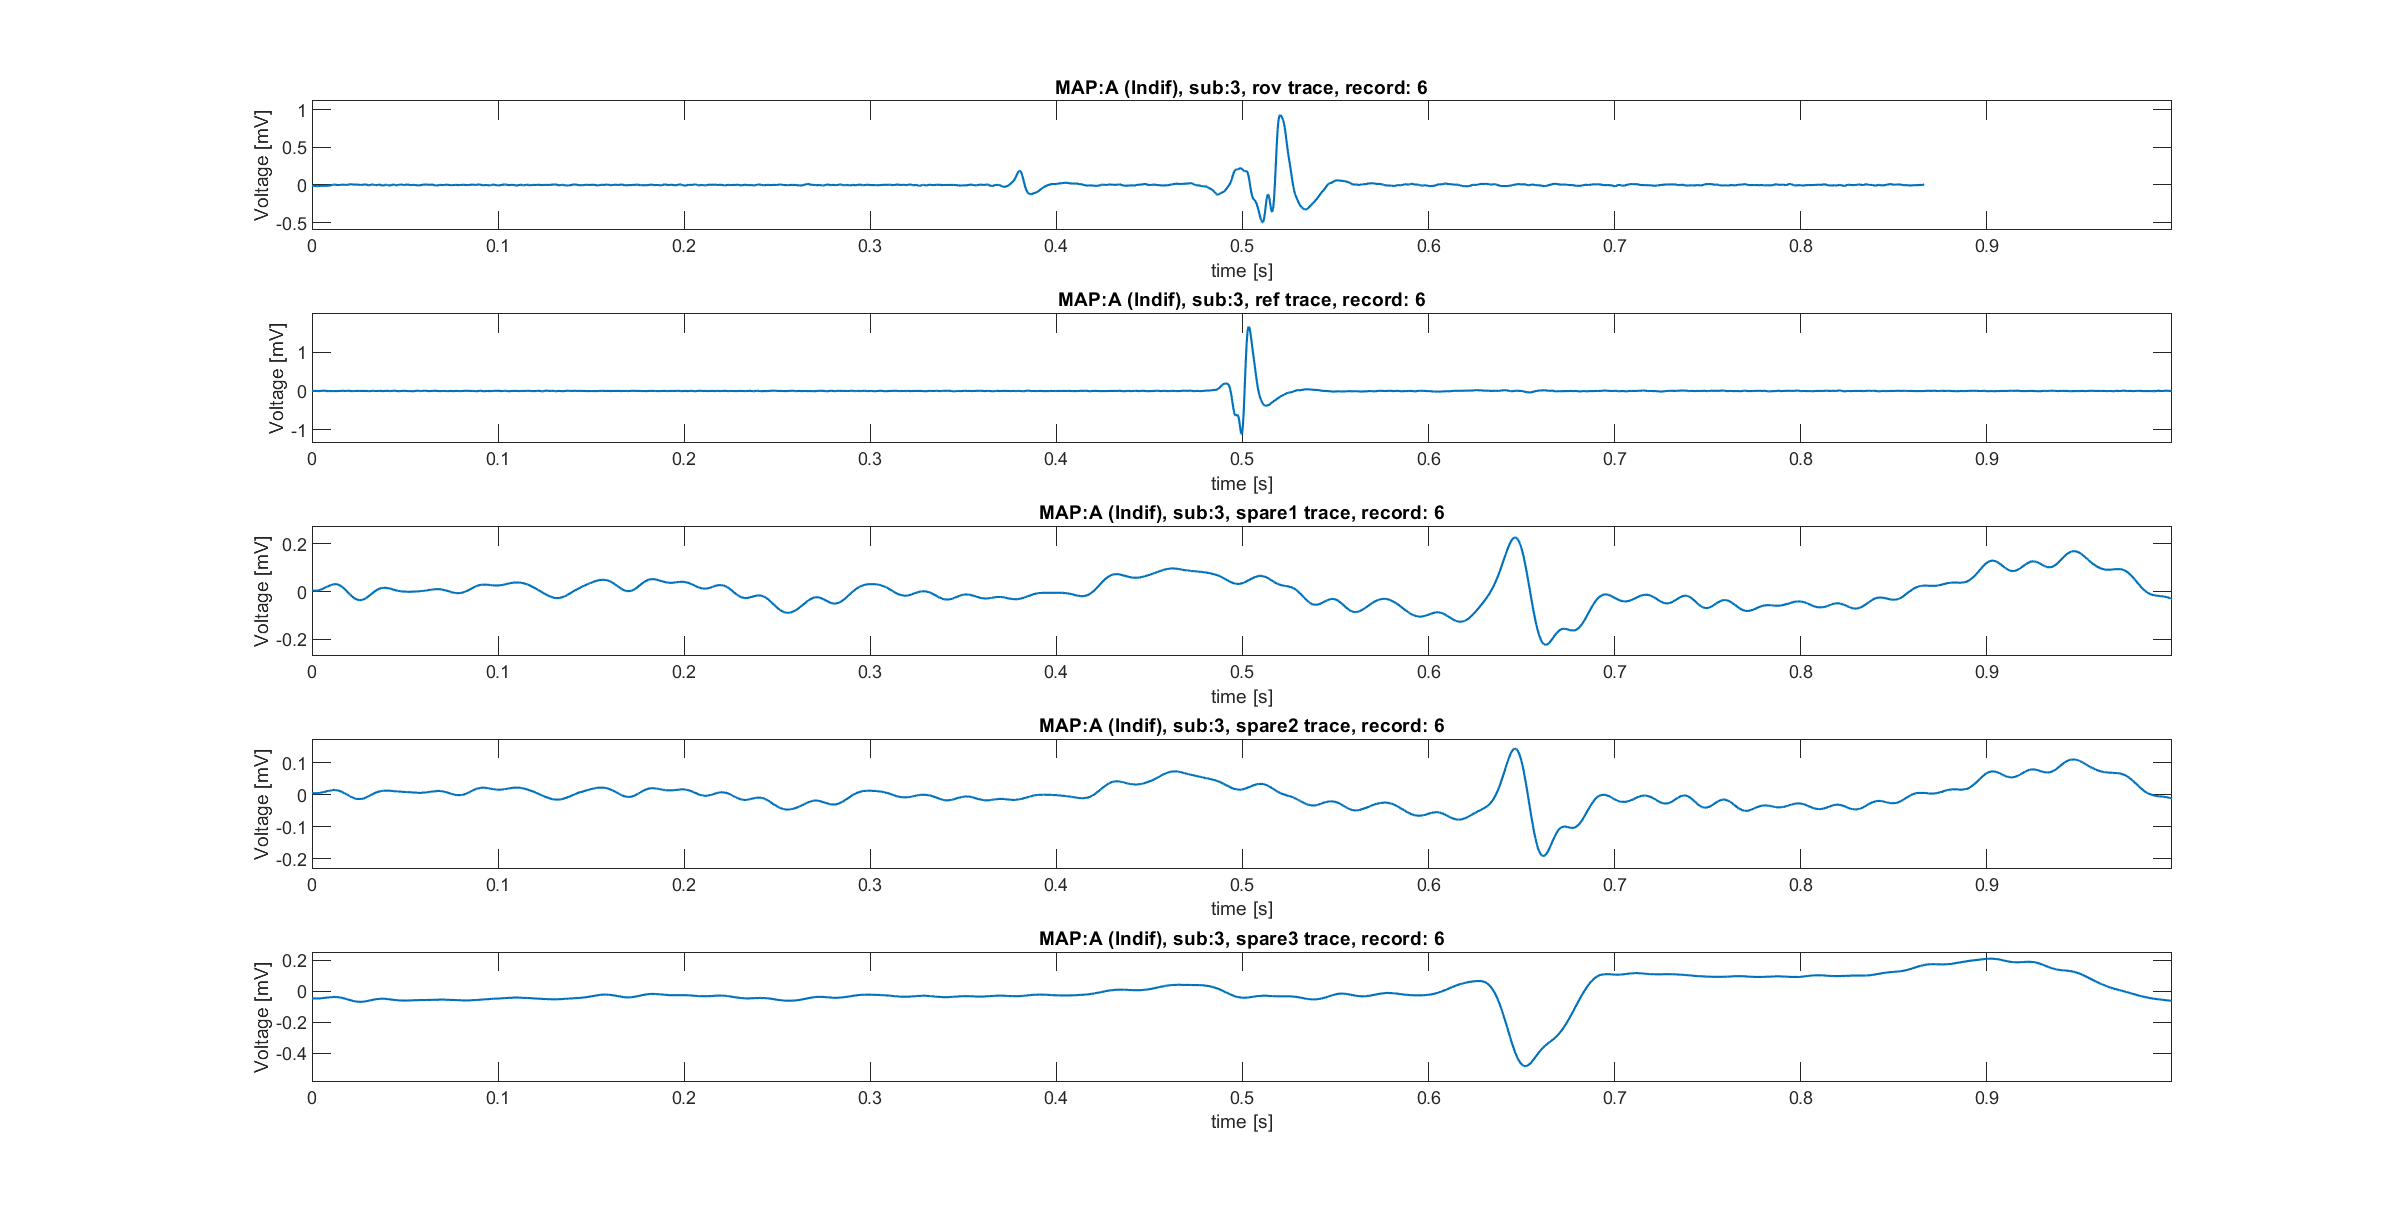 MAP:A (Indif), sub:3, rov trace, record: 6
Voltage [mV]
1
0.5
0
-0.5
0 0.1 0.2 0.3 0.4 0.5 0.6 0.7 0.8 0.9
time [s]
MAP:A (Indif), sub:3, ref trace, record: 6
Voltage [mV]
1
0
-1
0 0.1 0.2 0.3 0.4 0.5 0.6 0.7 0.8 0.9
time [s]
MAP:A (Indif), sub:3, spare1 trace, record: 6
Voltage [mV]
0.2
0
-0.2
0 0.1 0.2 0.3 0.4 0.5 0.6 0.7 0.8 0.9
time [s]
MAP:A (Indif), sub:3, spare2 trace, record: 6
Voltage [mV]
0.1
0
-0.1
-0.2
0 0.1 0.2 0.3 0.4 0.5 0.6 0.7 0.8 0.9
time [s]
MAP:A (Indif), sub:3, spare3 trace, record: 6
Voltage [mV]
0.2
0
-0.2
-0.4
0 0.1 0.2 0.3 0.4 0.5 0.6 0.7 0.8 0.9
time [s]